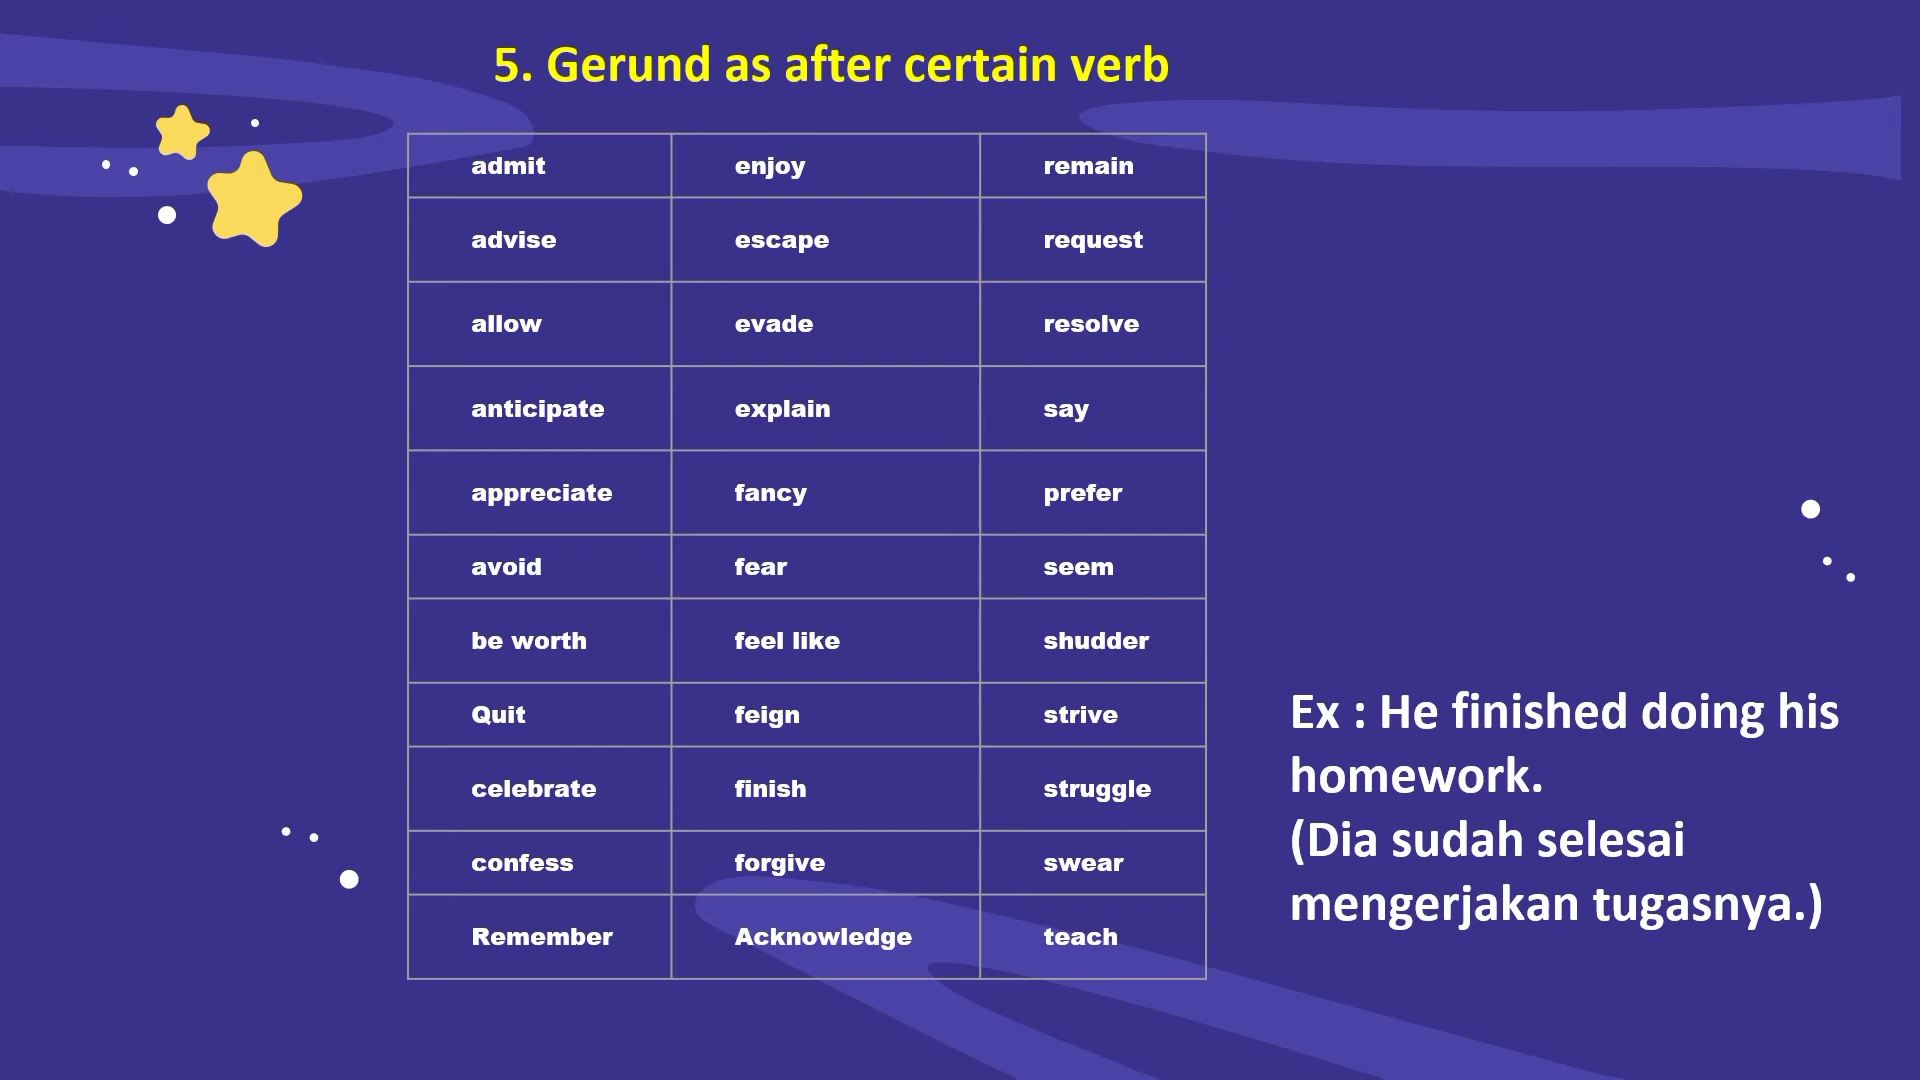 5. Gerund as after certain verb
admit enjoy remain
advise escape request
allow evade resolve
anticipate explain say
appreciate fancy prefer
avoid fear seem
be worth feel like shudder
Quit feign strive
celebrate finish struggle
confess forgive swear
Remember Acknowledge teach
Ex : He finished doing his
homework.
(Dia sudah selesai
mengerjakan tugasnya.)